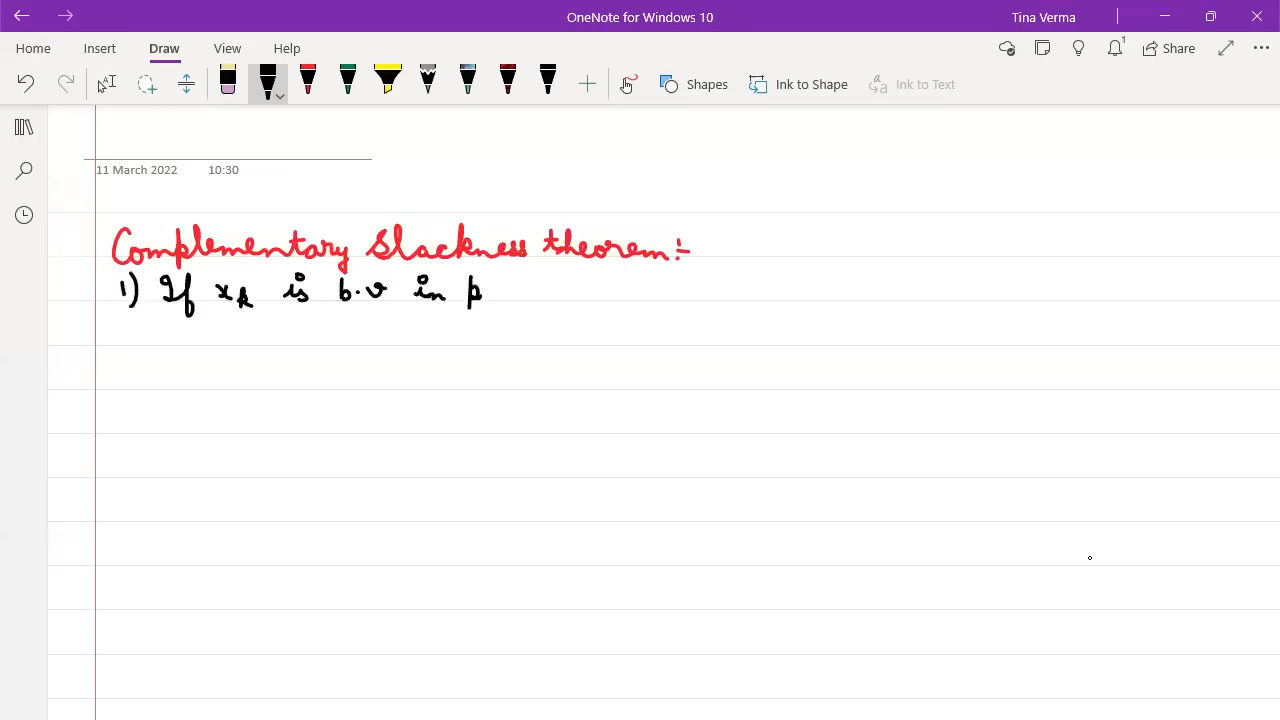 OneNote for Windows 10
Tina Verma
Home Insert Draw View Help
1
Share
Shapes
Ink to Shape
Ink to Text
11 March 2022 10:30
Complementary Slackness theorem :-
1) If xk is b.v in p